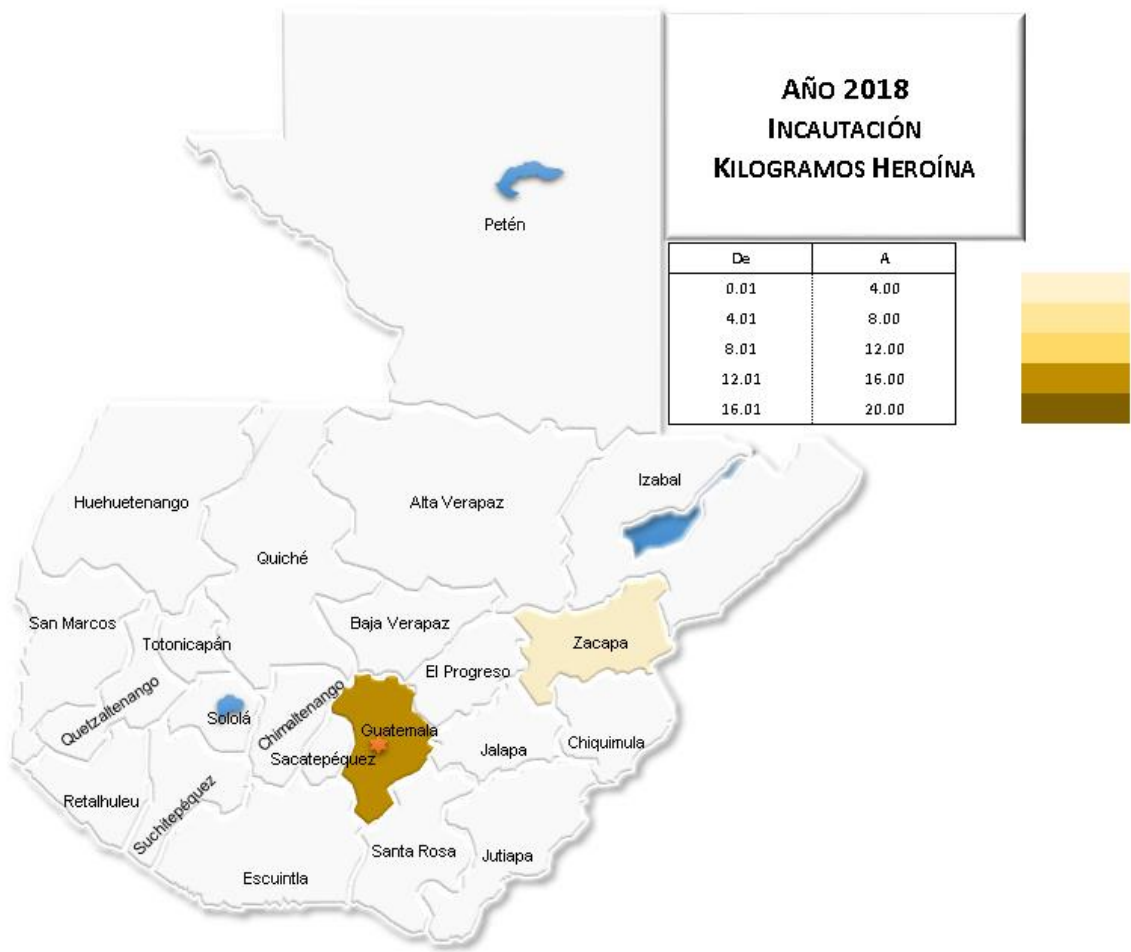 AÑO 2018
INCAUTACIÓN
KILOGRAMOS HEROÍNA
Petén
De A
0.01 4.00
4.01 8.00
8.01 12.00
12.01 16.00
16.01 20.00
Izabal
Huehuetenango
Alta Verapaz
Quiché
San Marcos
Totonicapán
Baja Verapaz
Zacapa
El Progreso
Quetzaltenango
Sololá
Chimaltenango
Guatemala
Sacatepéquez
Jalapa
Chiquimula
Retalhuleu
Suchitepéquez
Santa Rosa
Jutiapa
Escuintla